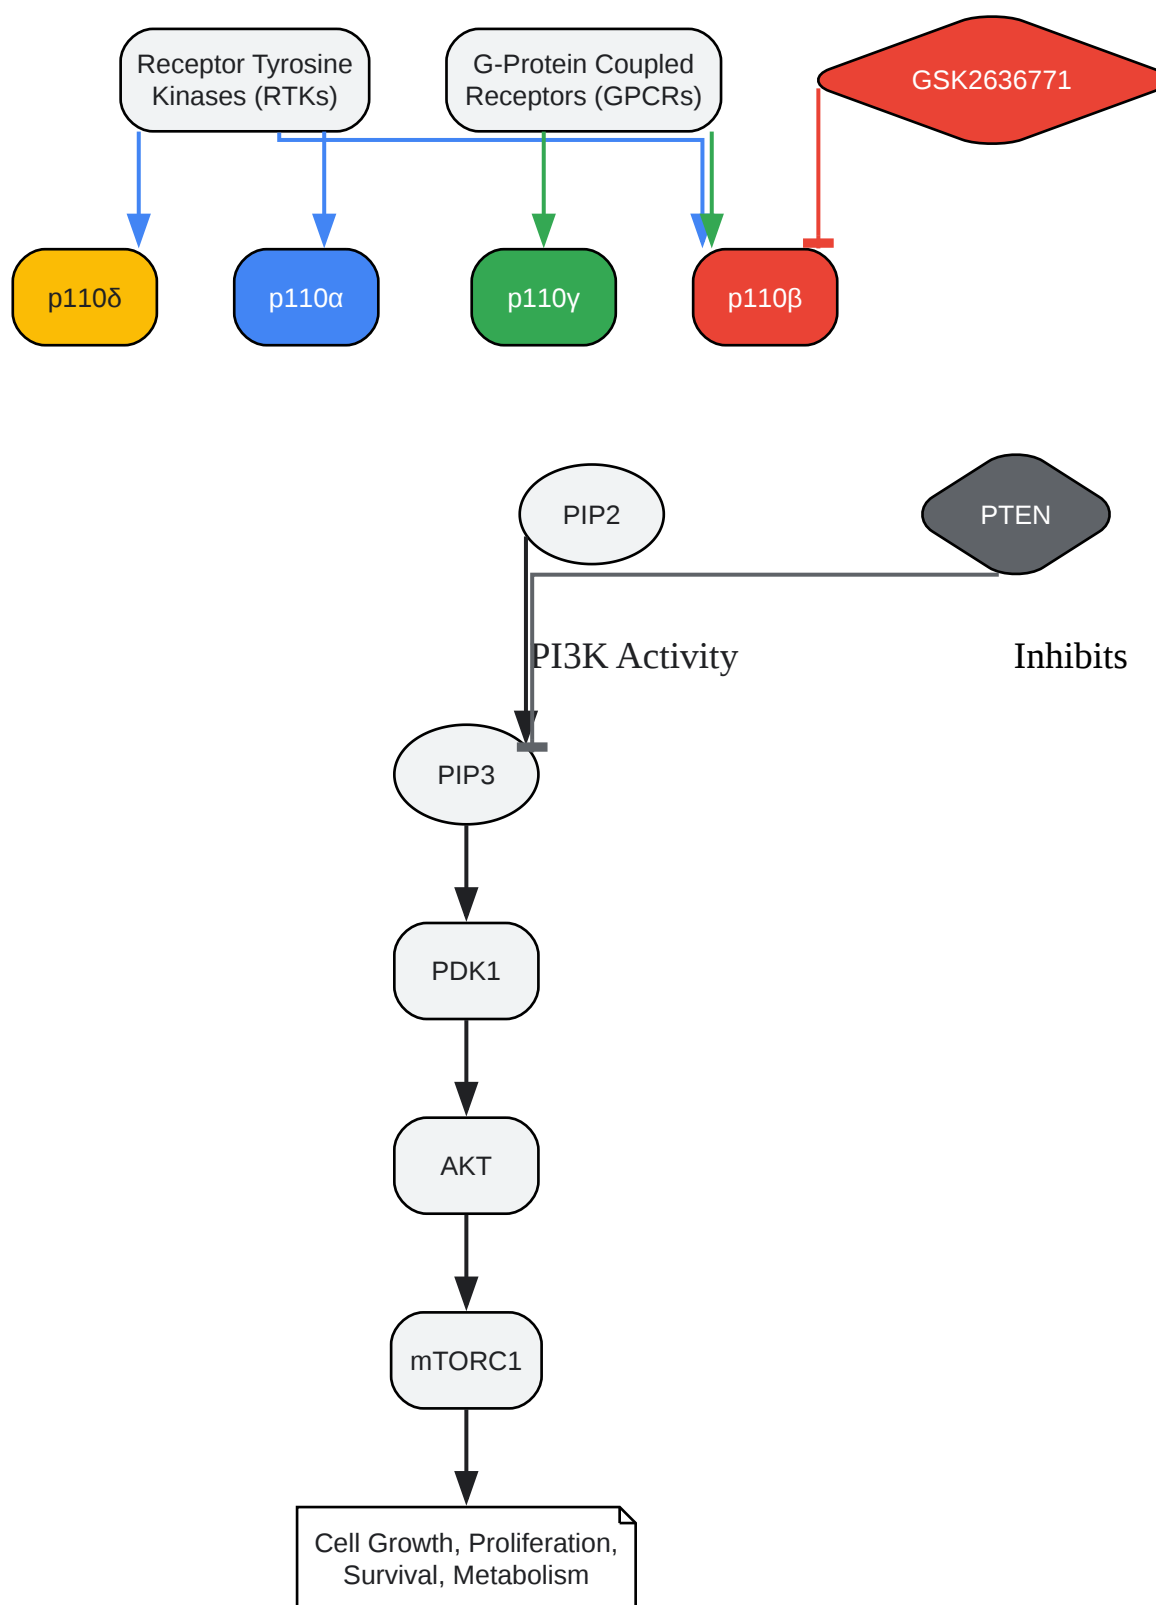 Receptor Tyrosine
Kinases (RTKs)
G-Protein Coupled
Receptors (GPCRs)
GSK2636771
p110δ
p110α
p110γ
p110β
PIP2
PTEN
PI3K Activity
Inhibits
PIP3
PDK1
AKT
mTORC1
Cell Growth, Proliferation,
Survival, Metabolism